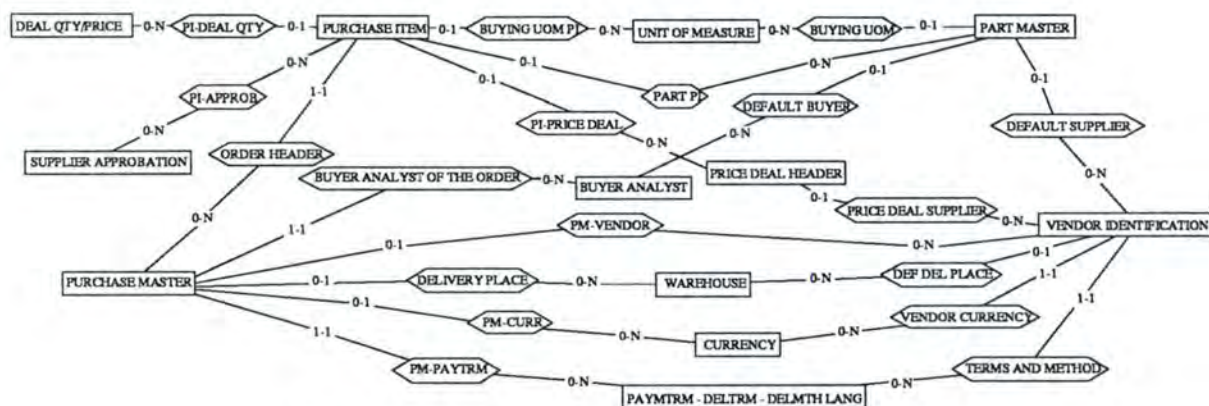 DEAL QTY/PRICE 0-N PI-DEAL QTY 0-1 PURCHASE ITEM 0-1 BUYING UOM PI 0-N UNIT OF MEASURE 0-N BUYING UOM 0-1 PART MASTER
0-N 1-1 0-1 0-1 0-N 0-1 0-1
PI-APPROB PART PI DEFAULT BUYER
0-N PI-PRICE DEAL 0-N 0-N DEFAULT SUPPLIER
SUPPLIER APPROBATION ORDER HEADER
BUYER ANALYST OF THE ORDER 0-N BUYER ANALYST PRICE DEAL HEADER 0-N
0-N 0-1 PRICE DEAL SUPPLIER 0-N
1-1 PM-VENDOR VENDOR IDENTIFICATION
0-1 0-N
PURCHASE MASTER 0-1 DELIVERY PLACE 0-N WAREHOUSE 0-N DEF DEL PLACE 0-1 1-1
0-1 PM-CURR 0-N CURRENCY 0-N VENDOR CURRENCY 1-1
1-1
PM-PAYTRM 0-N PAYMTRM - DELTRM - DELMTH LANG 0-N TERMS AND METHOD